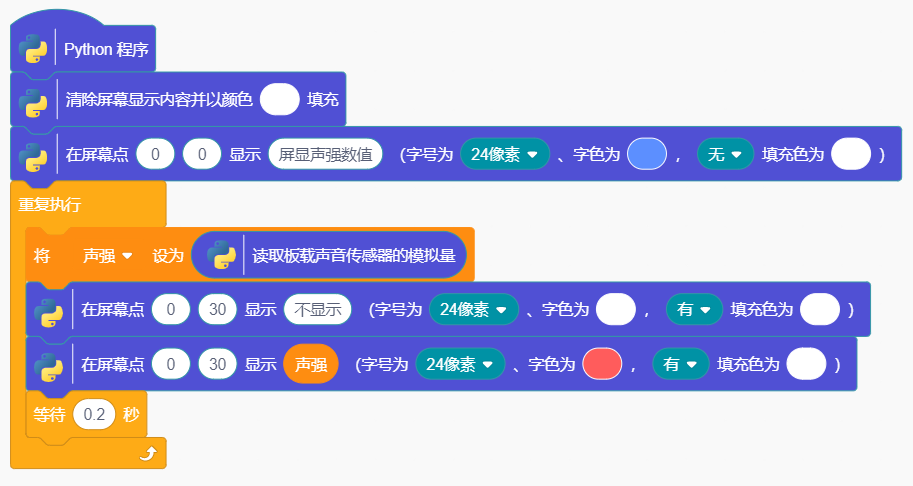 Python 程序
清除屏幕显示内容并以颜色 填充
在屏幕点 0 0 显示 屏显声强数值 (字号为 24像素 、字色为 , 无 填充色为 )
重复执行
将 声强 设为 读取板载声音传感器的模拟量
在屏幕点 0 30 显示 不显示 (字号为 24像素 、字色为 , 有 填充色为 )
在屏幕点 0 30 显示 声强 (字号为 24像素 、字色为 , 有 填充色为 )
等待 0.2 秒